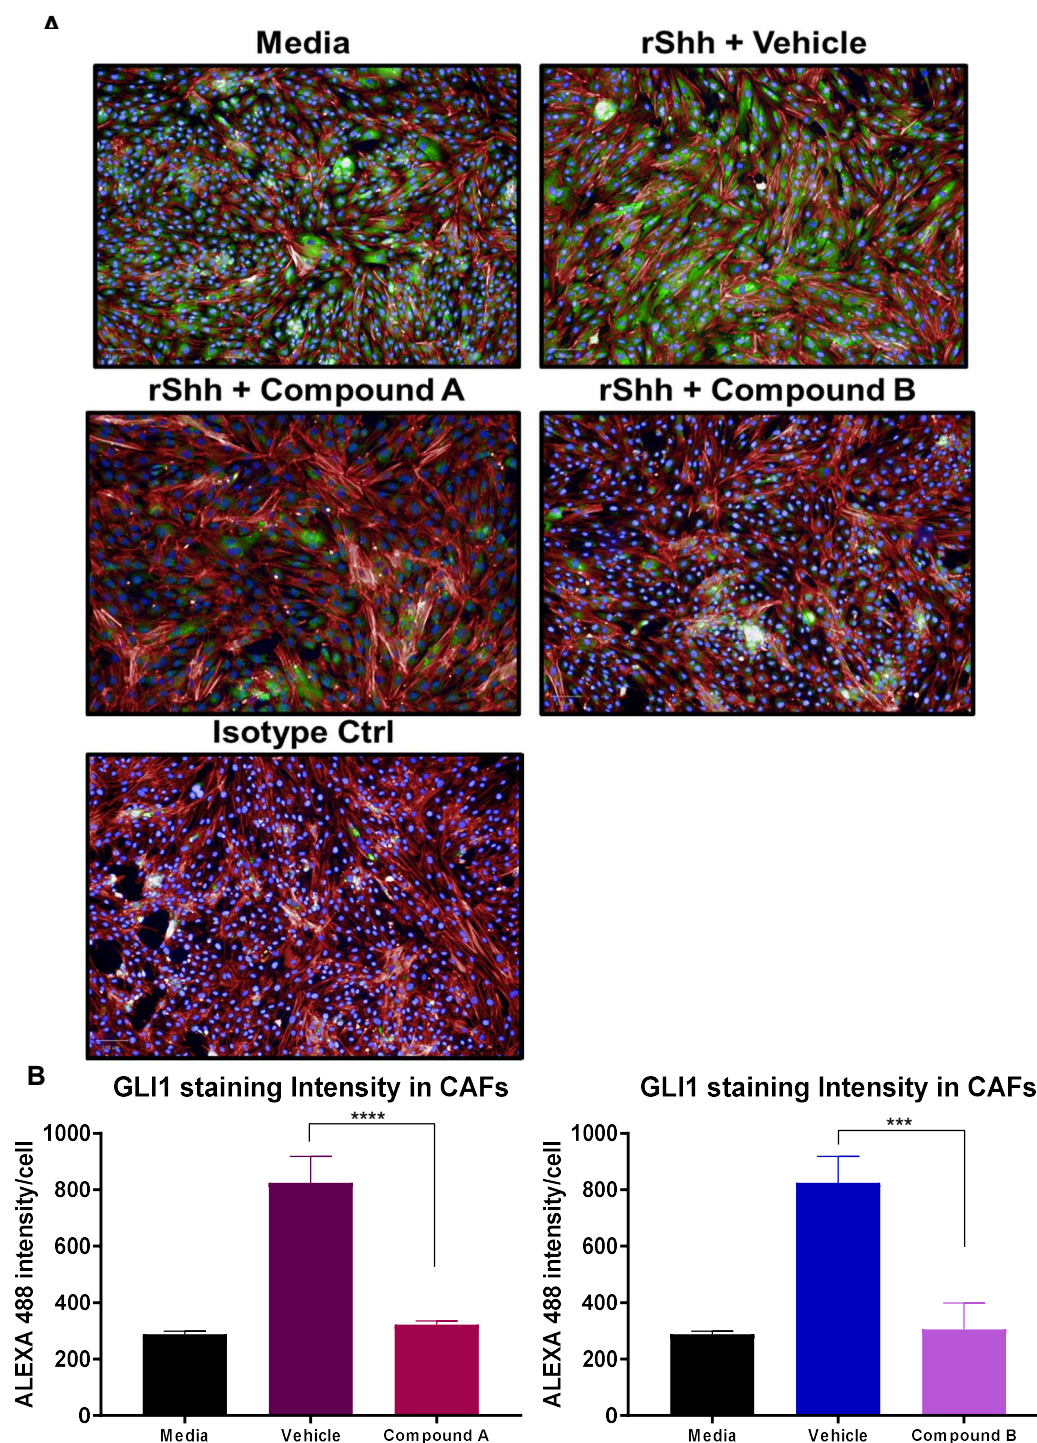 A
Media
rShh + Vehicle
rShh + Compound A
rShh + Compound B
Isotype Ctrl
B
GLI1 staining Intensity in CAFs
****
ALEXA 488 intensity/cell
1000
800
600
400
200
0
Media
Vehicle
Compound A
GLI1 staining Intensity in CAFs
***
ALEXA 488 intensity/cell
1000
800
600
400
200
0
Media
Vehicle
Compound B